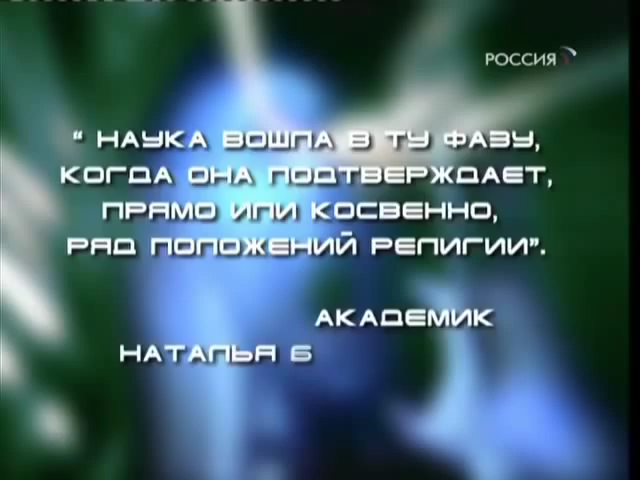 РОССИЯ
“ НАУКА ВОШЛА В ТУ ФАЗУ,
КОГДА ОНА ПОДТВЕРЖДАЕТ,
ПРЯМО ИЛИ КОСВЕННО,
РЯД ПОЛОЖЕНИЙ РЕЛИГИИ”.
АКАДЕМИК
НАТАЛЬЯ Б